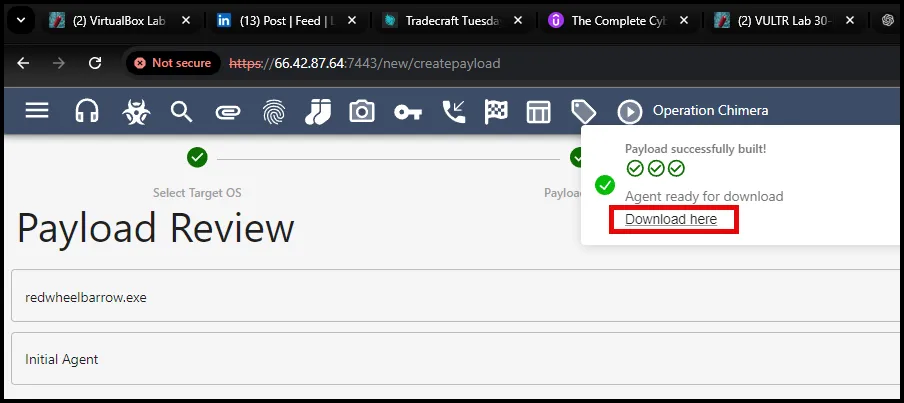 (2) VirtualBox Lab
(13) Post | Feed | L
Tradecraft Tuesda
The Complete Cy
(2) VULTR Lab 30-
Not secure
https://66.42.87.64:7443/new/createpayload
Operation Chimera
Payload successfully built!
Agent ready for download
Download here
Select Target OS
Payloa
Payload Review
redwheelbarrow.exe
Initial Agent